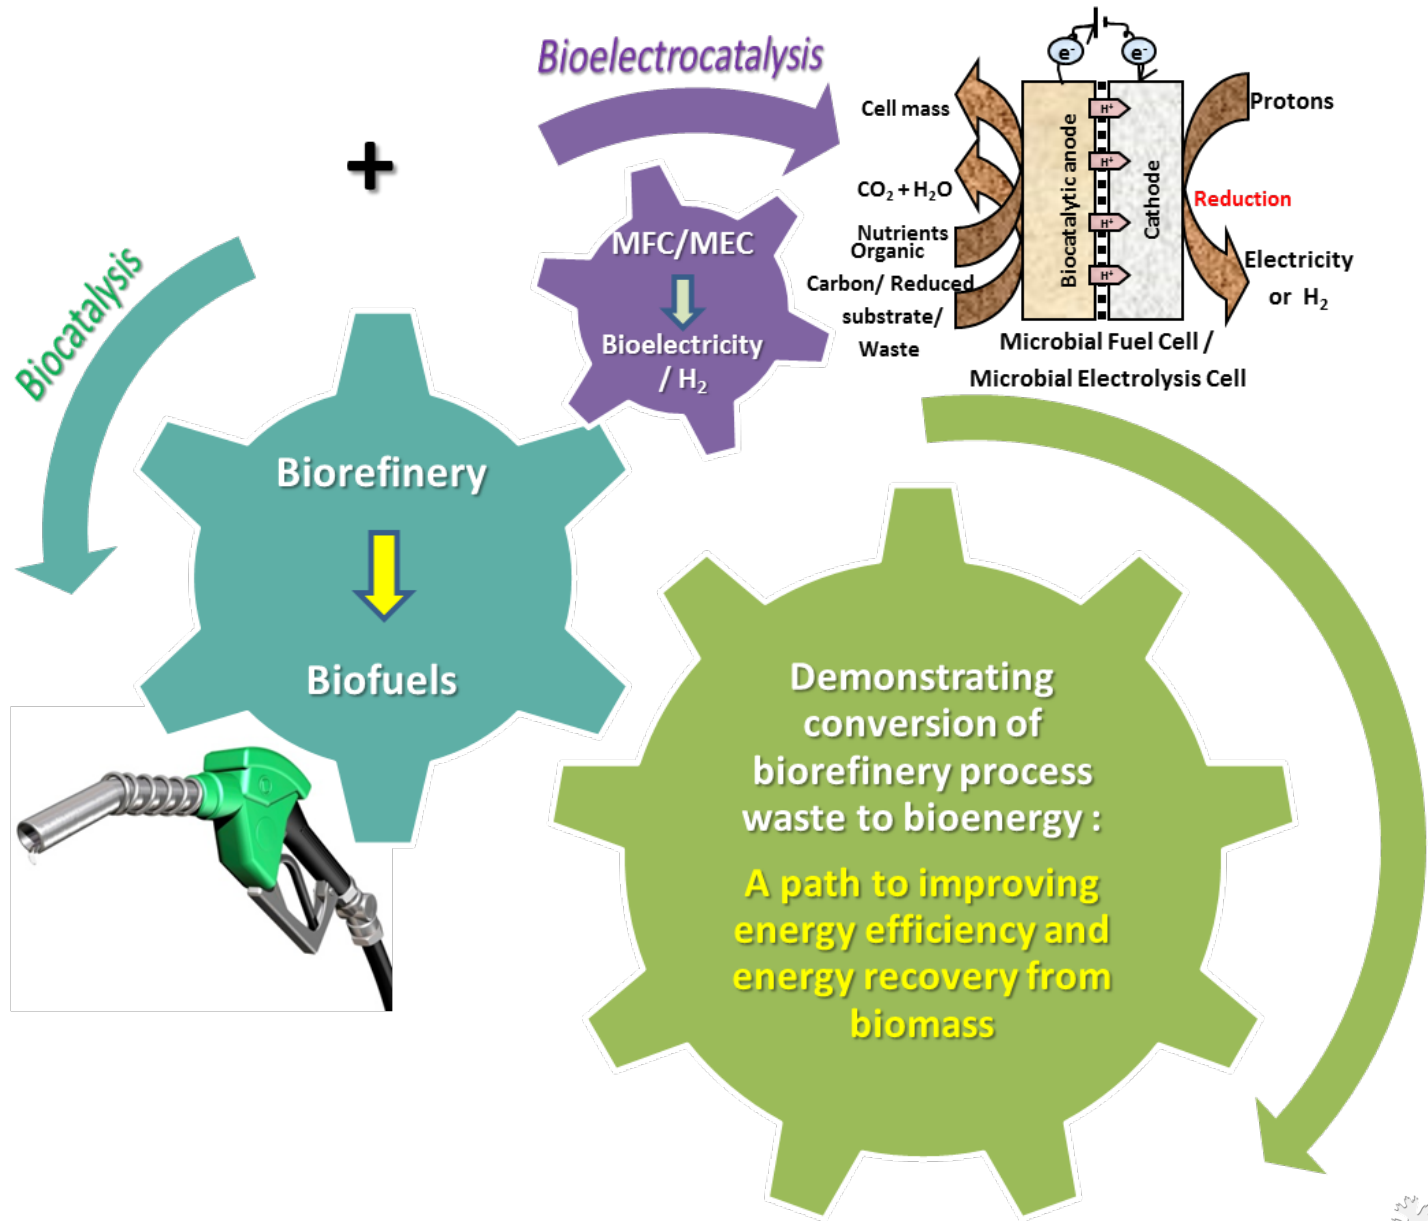 Bioelectrocatalysis
+
Biocatalysis
MFC/MEC
Bioelectricity
/ H₂
Biorefinery
Biofuels
e⁻
e⁻
Cell mass
CO₂ + H₂O
Nutrients
Organic
Carbon/ Reduced
substrate/
Waste
Biocatalytic anode
H⁺
H⁺
H⁺
H⁺
Cathode
Protons
Reduction
Electricity
or H₂
Microbial Fuel Cell /
Microbial Electrolysis Cell
Demonstrating
conversion of
biorefinery process
waste to bioenergy :
A path to improving
energy efficiency and
energy recovery from
biomass